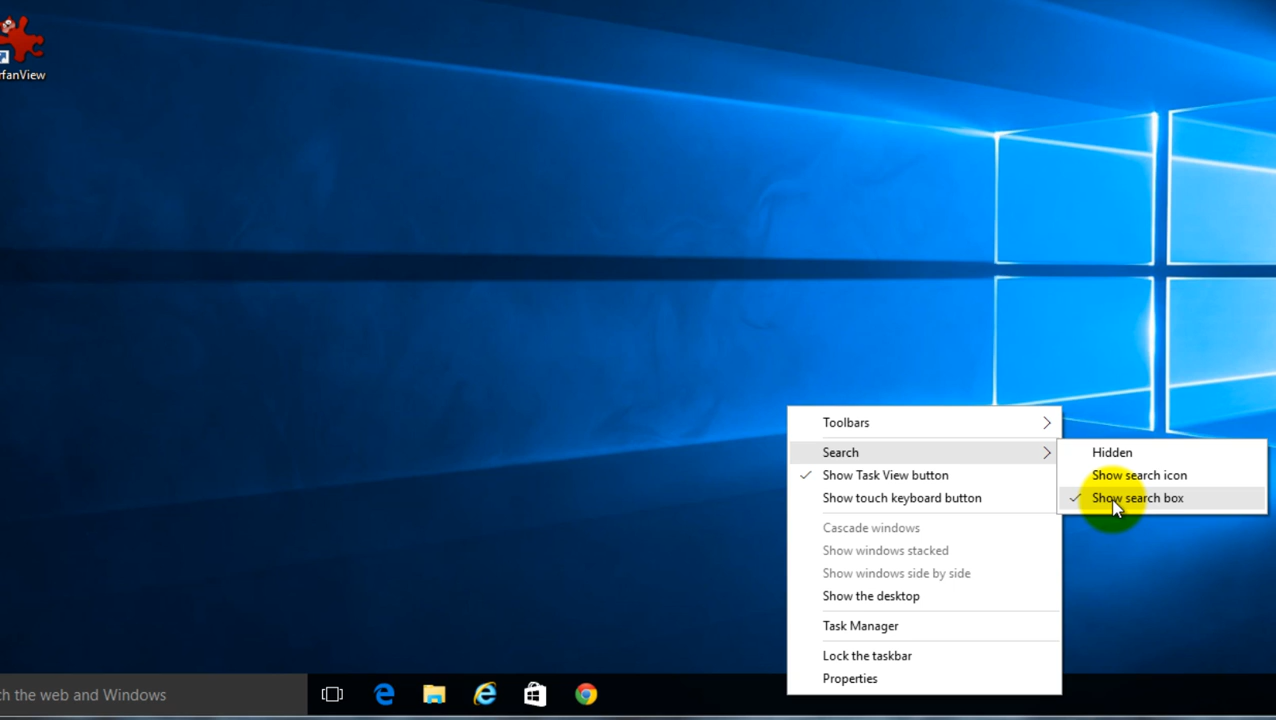 rfanView
Toolbars
Search
Show Task View button
Show touch keyboard button
Cascade windows
Show windows stacked
Show windows side by side
Show the desktop
Task Manager
Lock the taskbar
Properties
Hidden
Show search icon
Show search box
ch the web and Windows